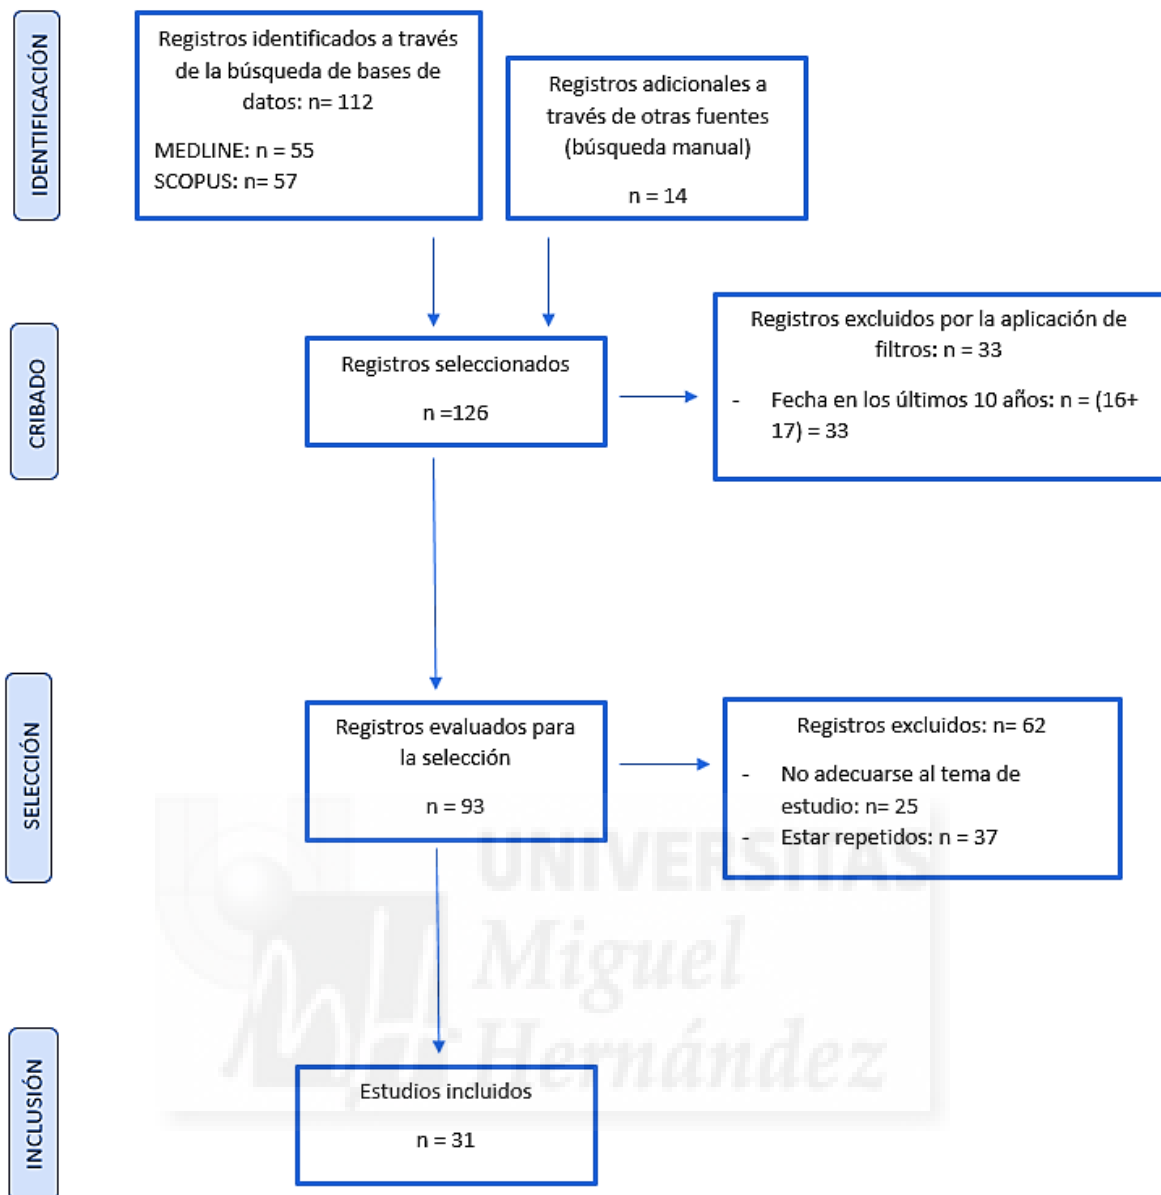 IDENTIFICACIÓN
Registros identificados a través
de la búsqueda de bases de
datos: n= 112
MEDLINE: n = 55
SCOPUS: n= 57
Registros adicionales a
través de otras fuentes
(búsqueda manual)
n = 14
CRIBADO
Registros seleccionados
n =126
Registros excluidos por la aplicación de
filtros: n = 33
- Fecha en los últimos 10 años: n = (16+
17) = 33
SELECCIÓN
Registros evaluados para
la selección
n = 93
Registros excluidos: n= 62
- No adecuarse al tema de
estudio: n= 25
- Estar repetidos: n = 37
UNIVERSITAS
Miguel
Hernández
INCLUSIÓN
Estudios incluidos
n = 31